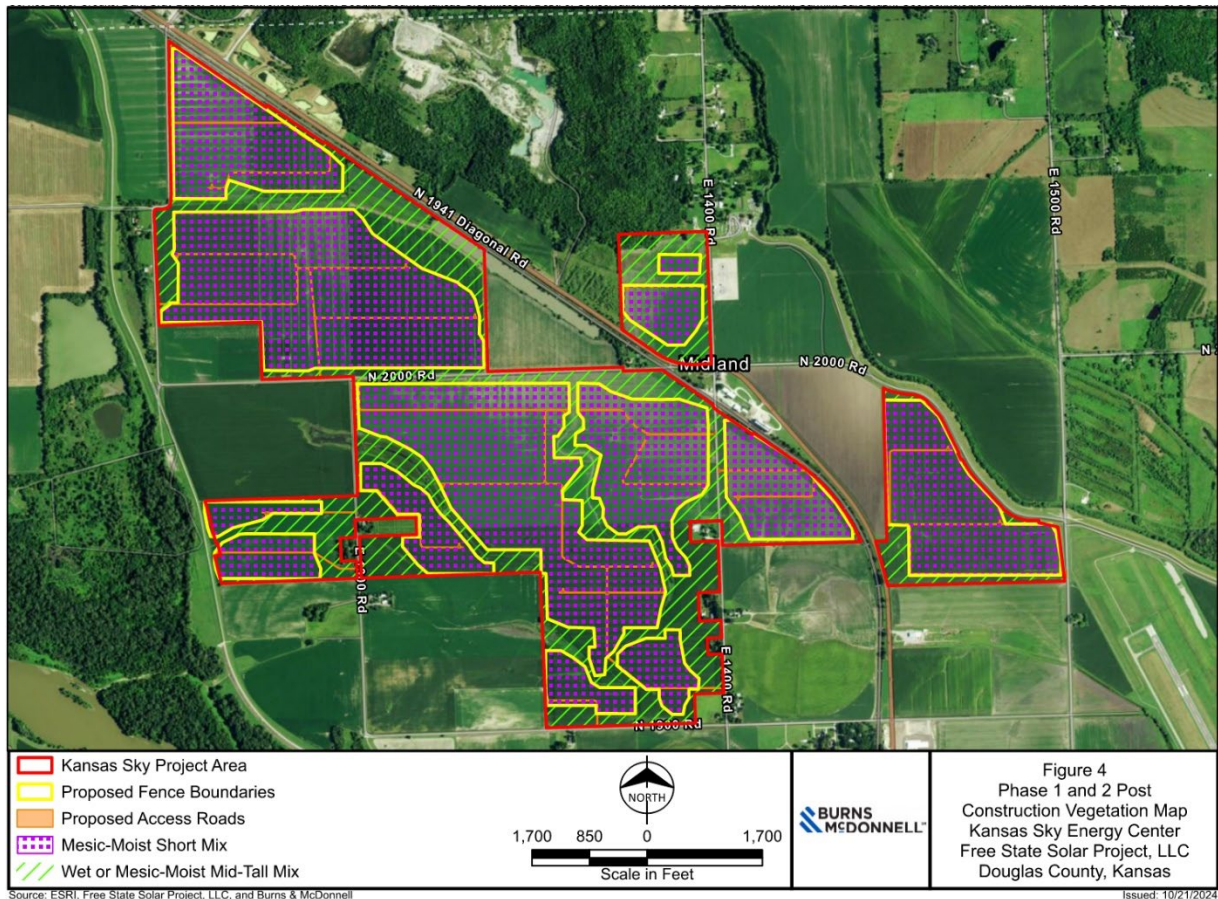 N 1941 Diagonal Rd
E 1400 Rd
E 1500 Rd
Midland
N 2000 Rd
N 2000 Rd
E 1400 Rd
N 1900 Rd
Kansas Sky Project Area
Proposed Fence Boundaries
Proposed Access Roads
Mesic-Moist Short Mix
Wet or Mesic-Moist Mid-Tall Mix
NORTH
1,700 850 0 1,700
Scale in Feet
BURNS
MCDONNELL
Figure 4
Phase 1 and 2 Post
Construction Vegetation Map
Kansas Sky Energy Center
Free State Solar Project, LLC
Douglas County, Kansas
Source: ESRI, Free State Solar Project, LLC, and Burns & McDonnell
Issued: 10/21/2024